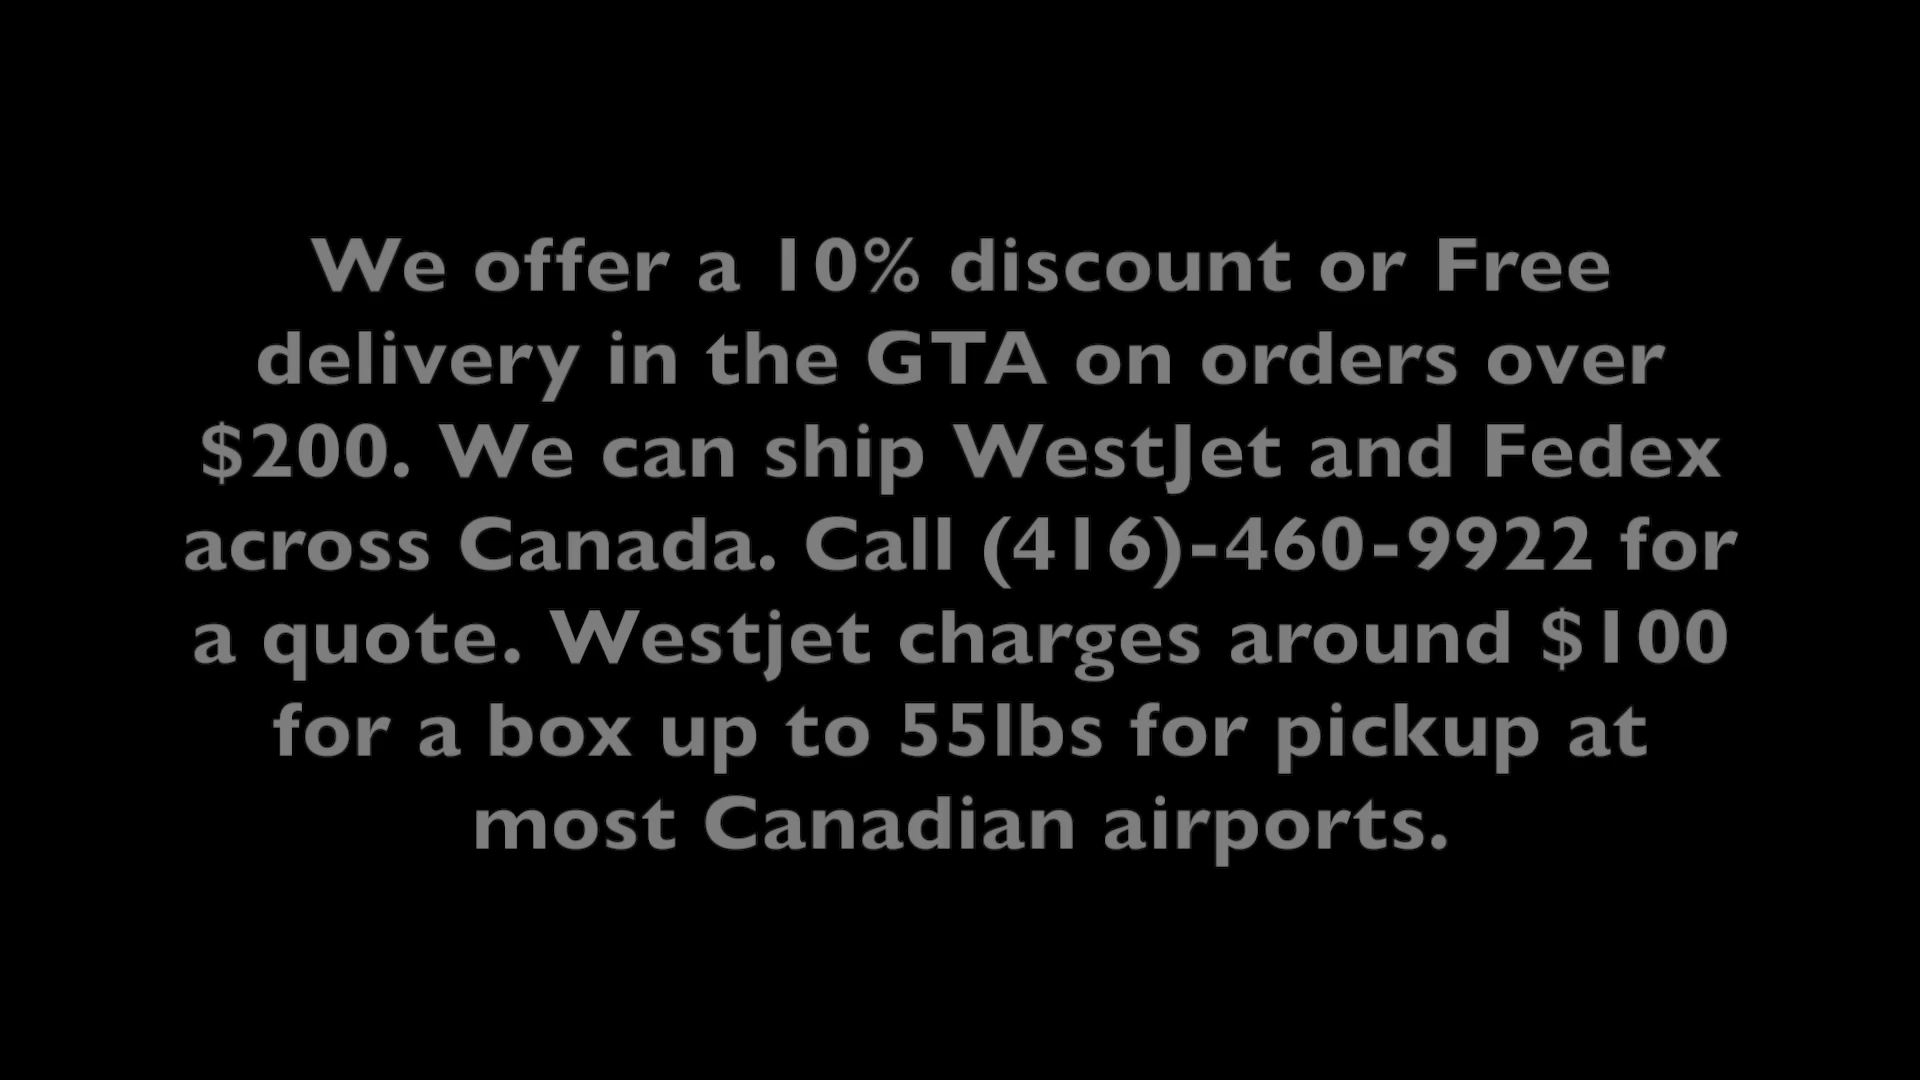 We offer a 10% discount or Free
delivery in the GTA on orders over
$200. We can ship WestJet and Fedex
across Canada. Call (416)-460-9922 for
a quote. Westjet charges around $100
for a box up to 55lbs for pickup at
most Canadian airports.